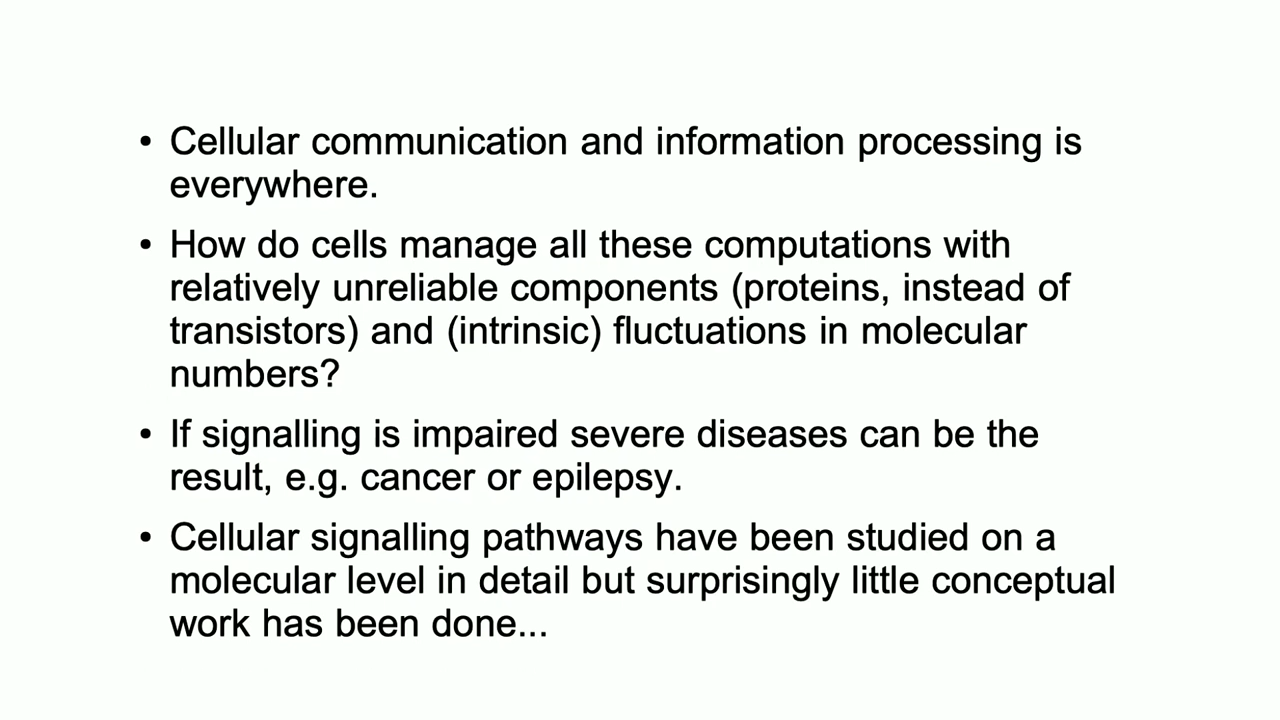 • Cellular communication and information processing is
everywhere.
• How do cells manage all these computations with
relatively unreliable components (proteins, instead of
transistors) and (intrinsic) fluctuations in molecular
numbers?
• If signalling is impaired severe diseases can be the
result, e.g. cancer or epilepsy.
• Cellular signalling pathways have been studied on a
molecular level in detail but surprisingly little conceptual
work has been done...